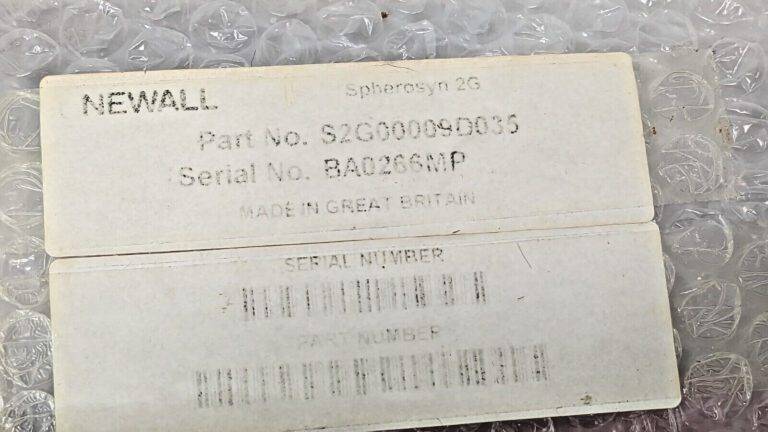 NEWALL
Spherosyn 2G
Part No. S2G00009D035
Serial No. BA0266MP
MADE IN GREAT BRITAIN
SERIAL NUMBER
PART NUMBER